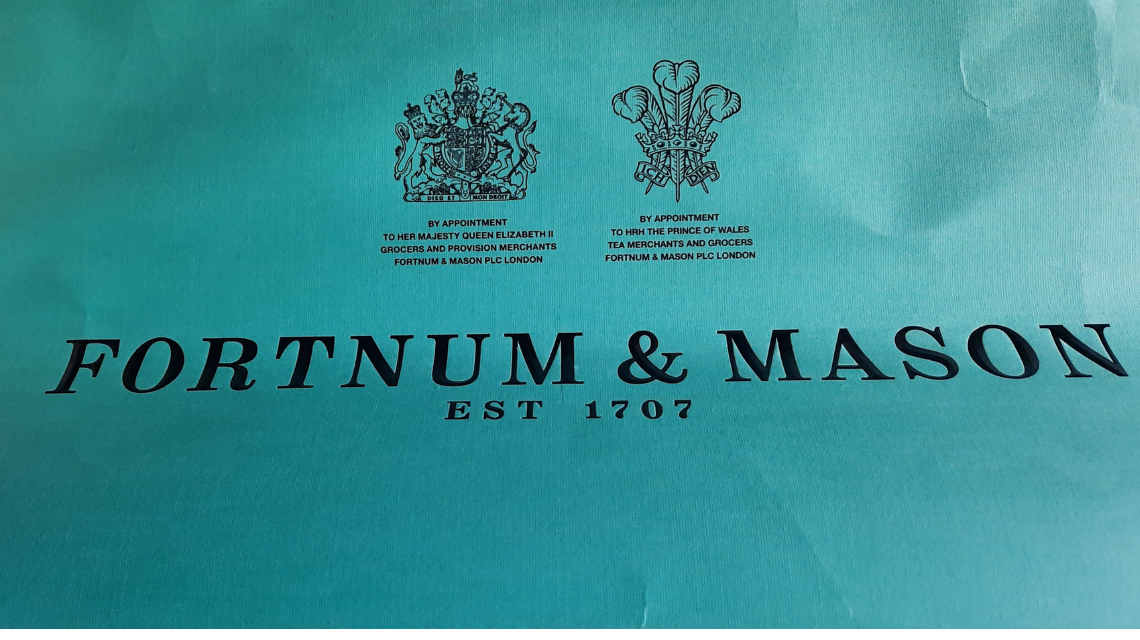 DIEU ET MON DROIT
ICH DIEN
BY APPOINTMENT
TO HER MAJESTY QUEEN ELIZABETH II
GROCERS AND PROVISION MERCHANTS
FORTNUM & MASON PLC LONDON
BY APPOINTMENT
TO HRH THE PRINCE OF WALES
TEA MERCHANTS AND GROCERS
FORTNUM & MASON PLC LONDON
FORTNUM & MASON
EST 1707